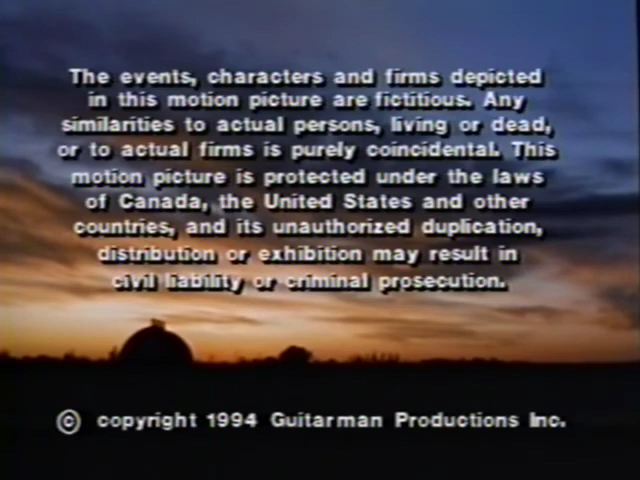 The events, characters and firms depicted
in this motion picture are fictitious. Any
similarities to actual persons, living or dead,
or to actual firms is purely coincidental. This
motion picture is protected under the laws
of Canada, the United States and other
countries, and its unauthorized duplication,
distribution or exhibition may result in
civil liability or criminal prosecution.
© copyright 1994 Guitarman Productions Inc.